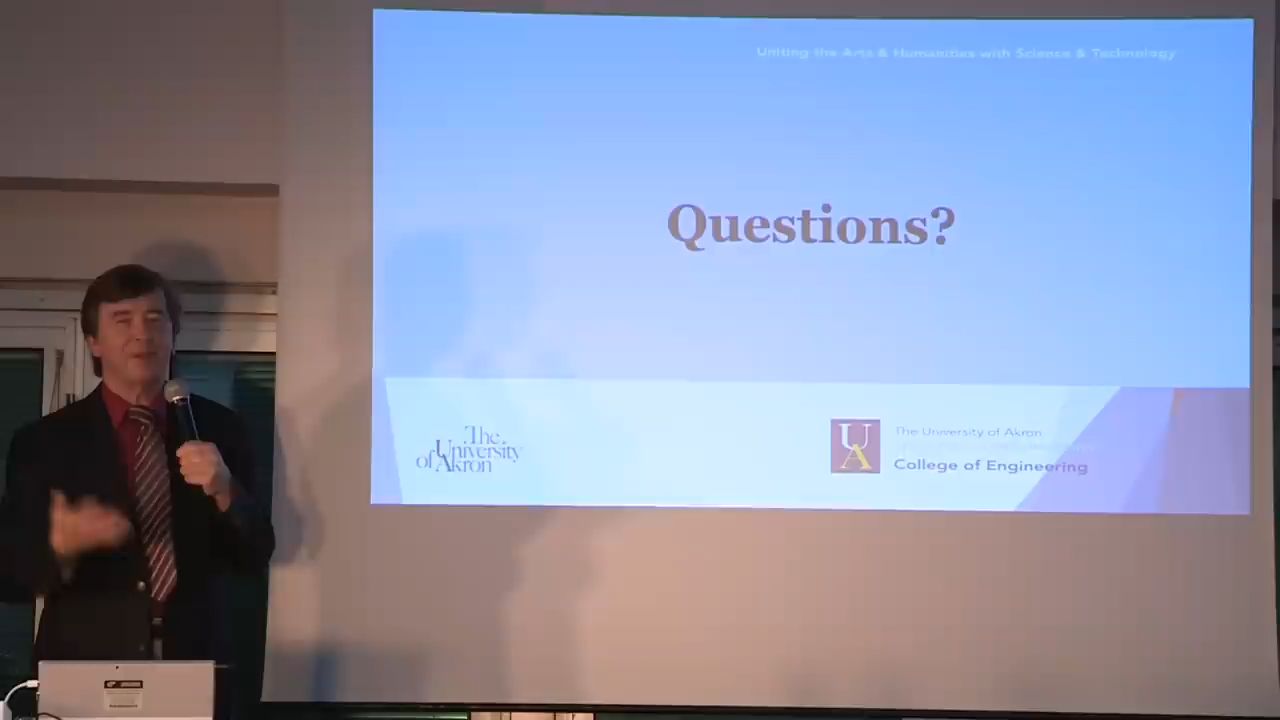 Uniting the Arts & Humanities with Science & Technology
Questions?
The
University
of Akron
UA
The University of Akron
College of Engineering